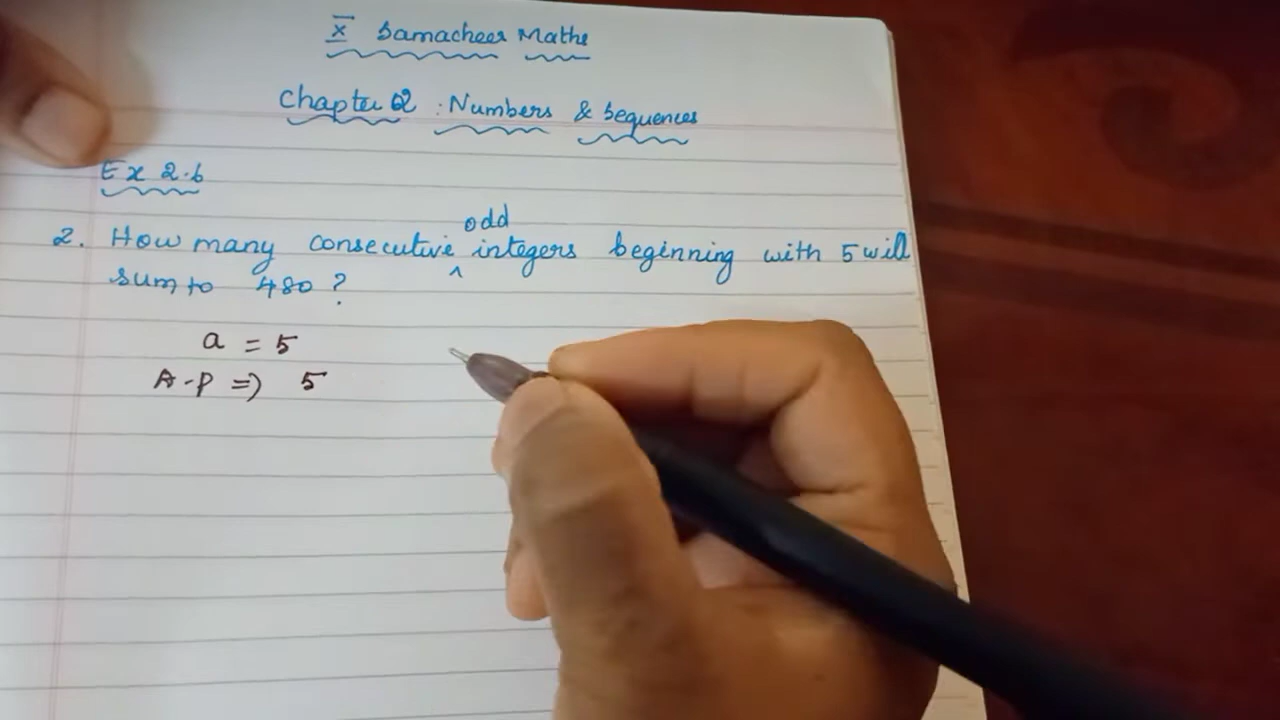 X Samacheer Maths
Chapter 2 : Numbers & Sequences
Ex 2.6
2. How many consecutive odd integers beginning with 5 will
sum to 480 ?
a = 5
A.P => 5